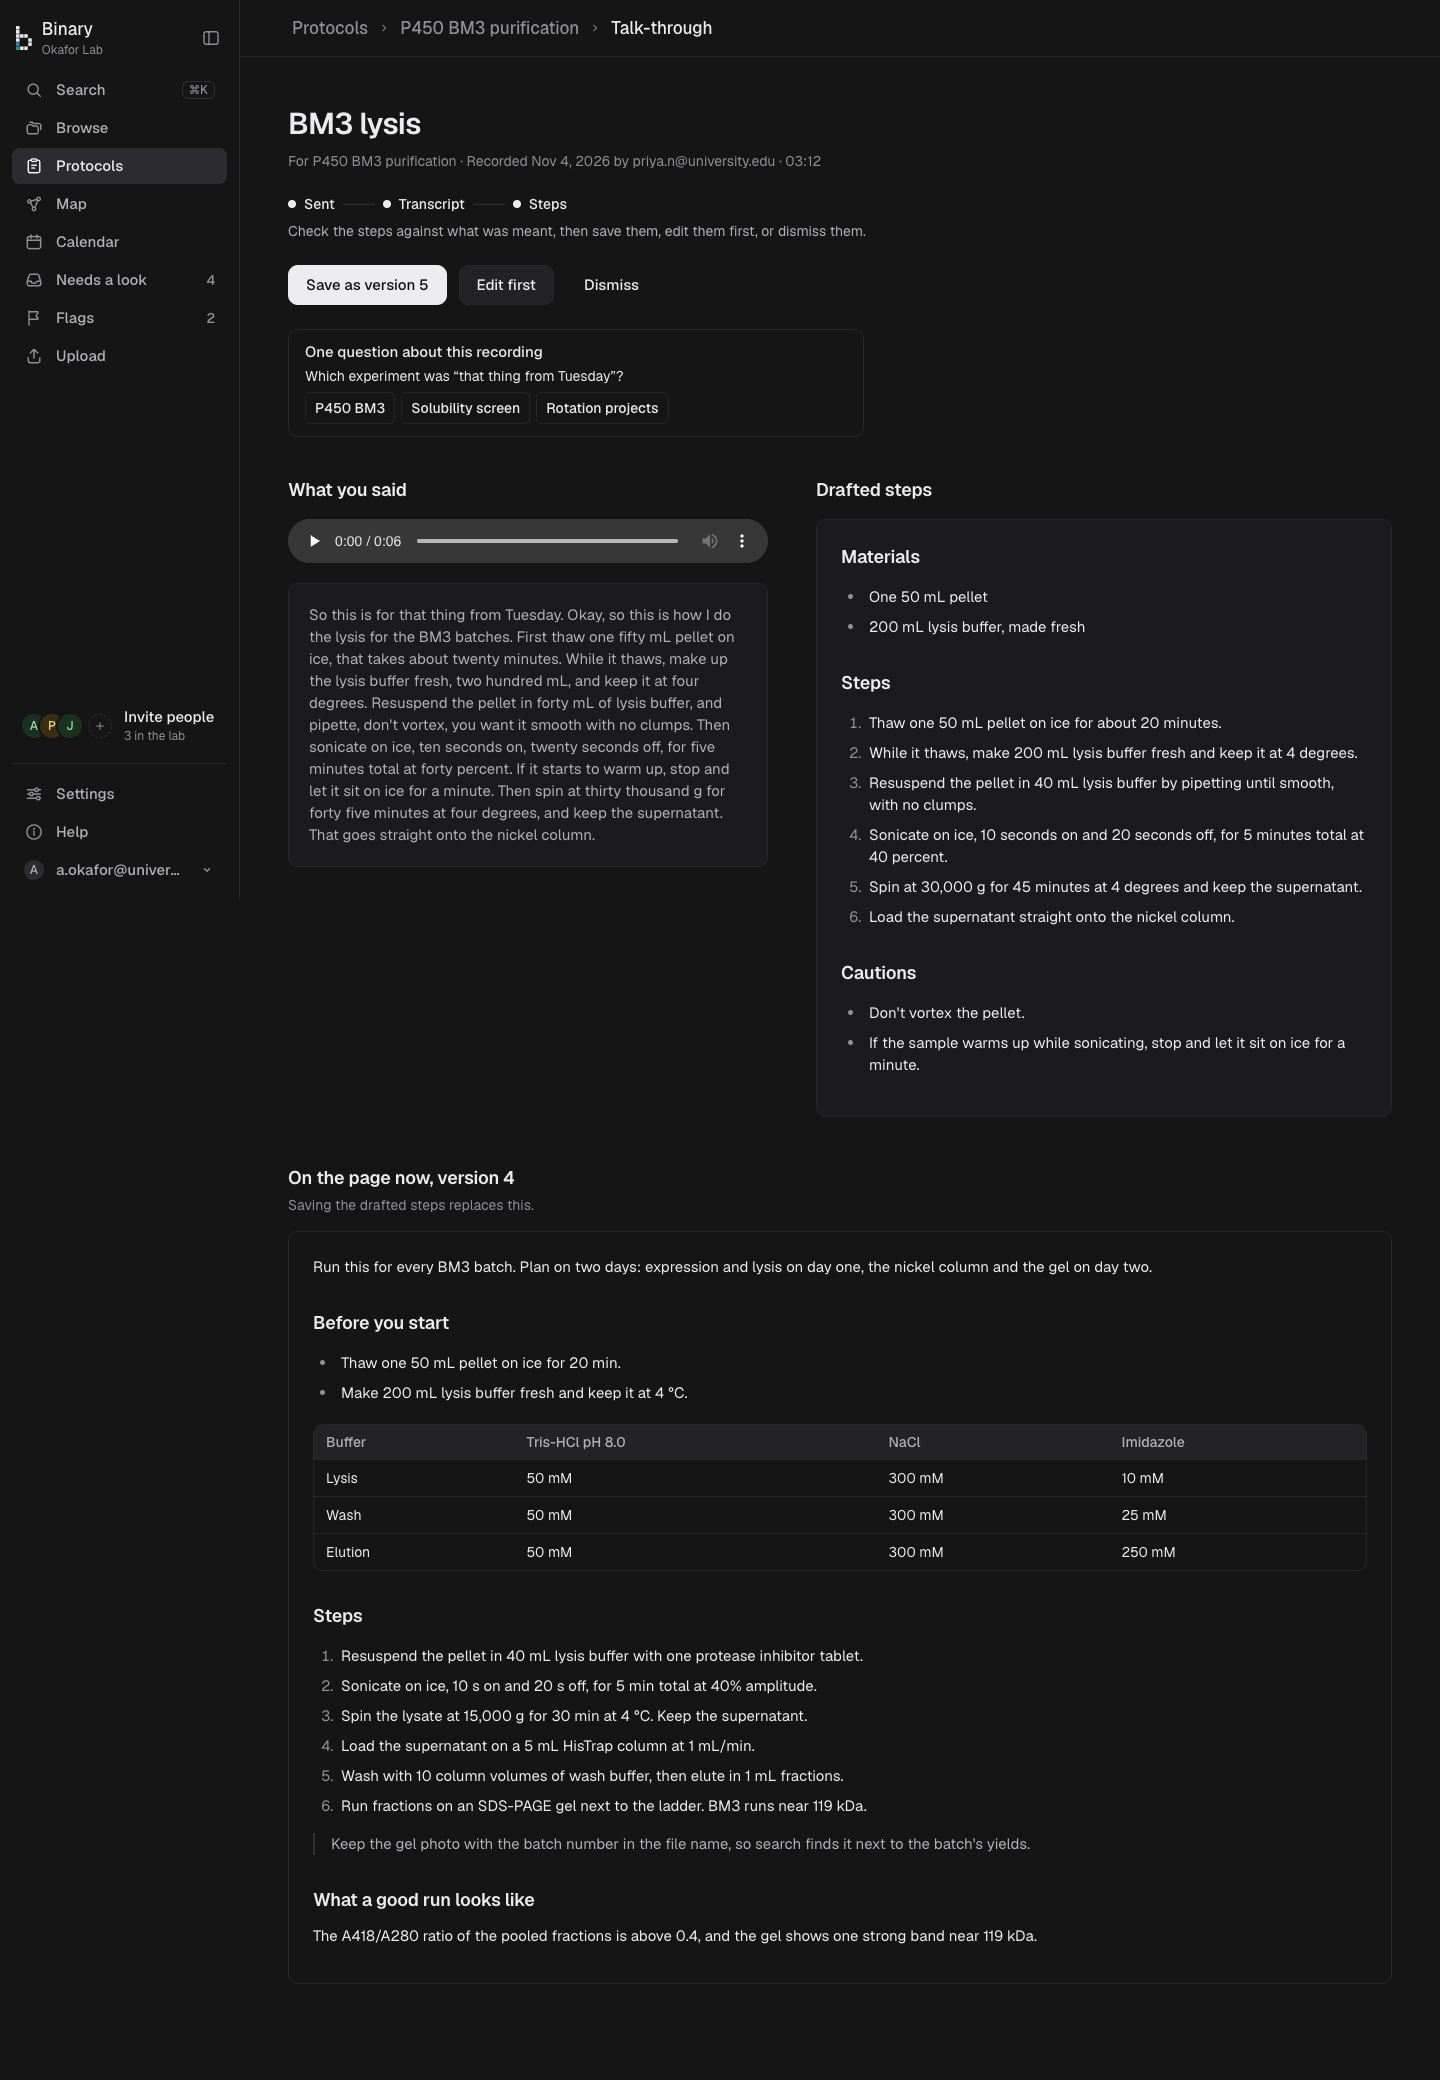 Binary
Okafor Lab
Search
⌘K
Browse
Protocols
Map
Calendar
Needs a look
4
Flags
2
Upload
A
P
J
+
Invite people
3 in the lab
Settings
Help
A
a.okafor@univer...
Protocols › P450 BM3 purification › Talk-through
BM3 lysis
For P450 BM3 purification · Recorded Nov 4, 2026 by priya.n@university.edu · 03:12
Sent
Transcript
Steps
Check the steps against what was meant, then save them, edit them first, or dismiss them.
Save as version 5
Edit first
Dismiss
One question about this recording
Which experiment was “that thing from Tuesday”?
P450 BM3
Solubility screen
Rotation projects
What you said
0:00 / 0:06
So this is for that thing from Tuesday. Okay, so this is how I do
the lysis for the BM3 batches. First thaw one fifty mL pellet on
ice, that takes about twenty minutes. While it thaws, make up
the lysis buffer fresh, two hundred mL, and keep it at four
degrees. Resuspend the pellet in forty mL of lysis buffer, and
pipette, don't vortex, you want it smooth with no clumps. Then
sonicate on ice, ten seconds on, twenty seconds off, for five
minutes total at forty percent. If it starts to warm up, stop and
let it sit on ice for a minute. Then spin at thirty thousand g for
forty five minutes at four degrees, and keep the supernatant.
That goes straight onto the nickel column.
Drafted steps
Materials
• One 50 mL pellet
• 200 mL lysis buffer, made fresh
Steps
1. Thaw one 50 mL pellet on ice for about 20 minutes.
2. While it thaws, make 200 mL lysis buffer fresh and keep it at 4 degrees.
3. Resuspend the pellet in 40 mL lysis buffer by pipetting until smooth,
with no clumps.
4. Sonicate on ice, 10 seconds on and 20 seconds off, for 5 minutes total at
40 percent.
5. Spin at 30,000 g for 45 minutes at 4 degrees and keep the supernatant.
6. Load the supernatant straight onto the nickel column.
Cautions
• Don't vortex the pellet.
• If the sample warms up while sonicating, stop and let it sit on ice for a
minute.
On the page now, version 4
Saving the drafted steps replaces this.
Run this for every BM3 batch. Plan on two days: expression and lysis on day one, the nickel column and the gel on day two.
Before you start
• Thaw one 50 mL pellet on ice for 20 min.
• Make 200 mL lysis buffer fresh and keep it at 4 °C.
Buffer Tris-HCl pH 8.0 NaCl Imidazole
Lysis 50 mM 300 mM 10 mM
Wash 50 mM 300 mM 25 mM
Elution 50 mM 300 mM 250 mM
Steps
1. Resuspend the pellet in 40 mL lysis buffer with one protease inhibitor tablet.
2. Sonicate on ice, 10 s on and 20 s off, for 5 min total at 40% amplitude.
3. Spin the lysate at 15,000 g for 30 min at 4 °C. Keep the supernatant.
4. Load the supernatant on a 5 mL HisTrap column at 1 mL/min.
5. Wash with 10 column volumes of wash buffer, then elute in 1 mL fractions.
6. Run fractions on an SDS-PAGE gel next to the ladder. BM3 runs near 119 kDa.
Keep the gel photo with the batch number in the file name, so search finds it next to the batch's yields.
What a good run looks like
The A418/A280 ratio of the pooled fractions is above 0.4, and the gel shows one strong band near 119 kDa.